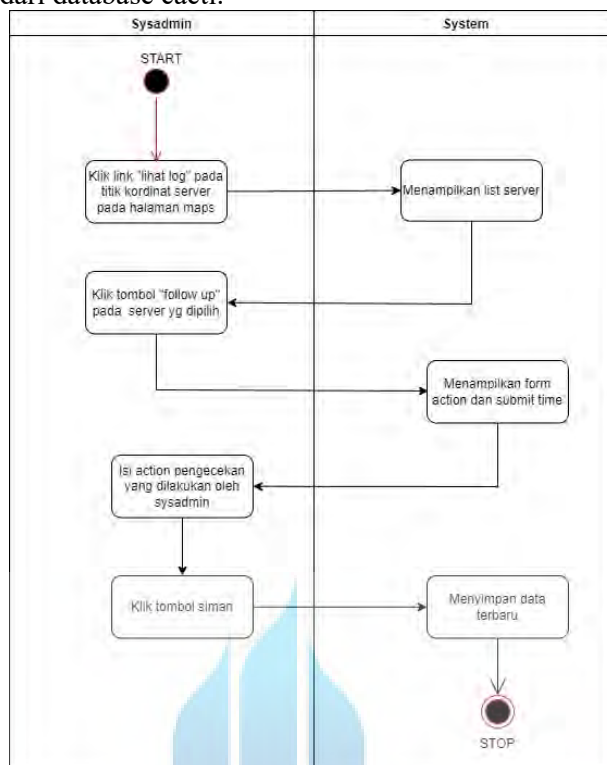 dari database cacti.
Sysadmin
System
START
Klik link "lihat log" pada
titik kordinat server
pada halaman maps
Menampilkan list server
Klik tombol "follow up"
pada server yg dipilih
Menampilkan form
action dan submit time
Isi action pengecekan
yang dilakukan oleh
sysadmin
Klik tombol siman
Menyimpan data
terbaru
STOP